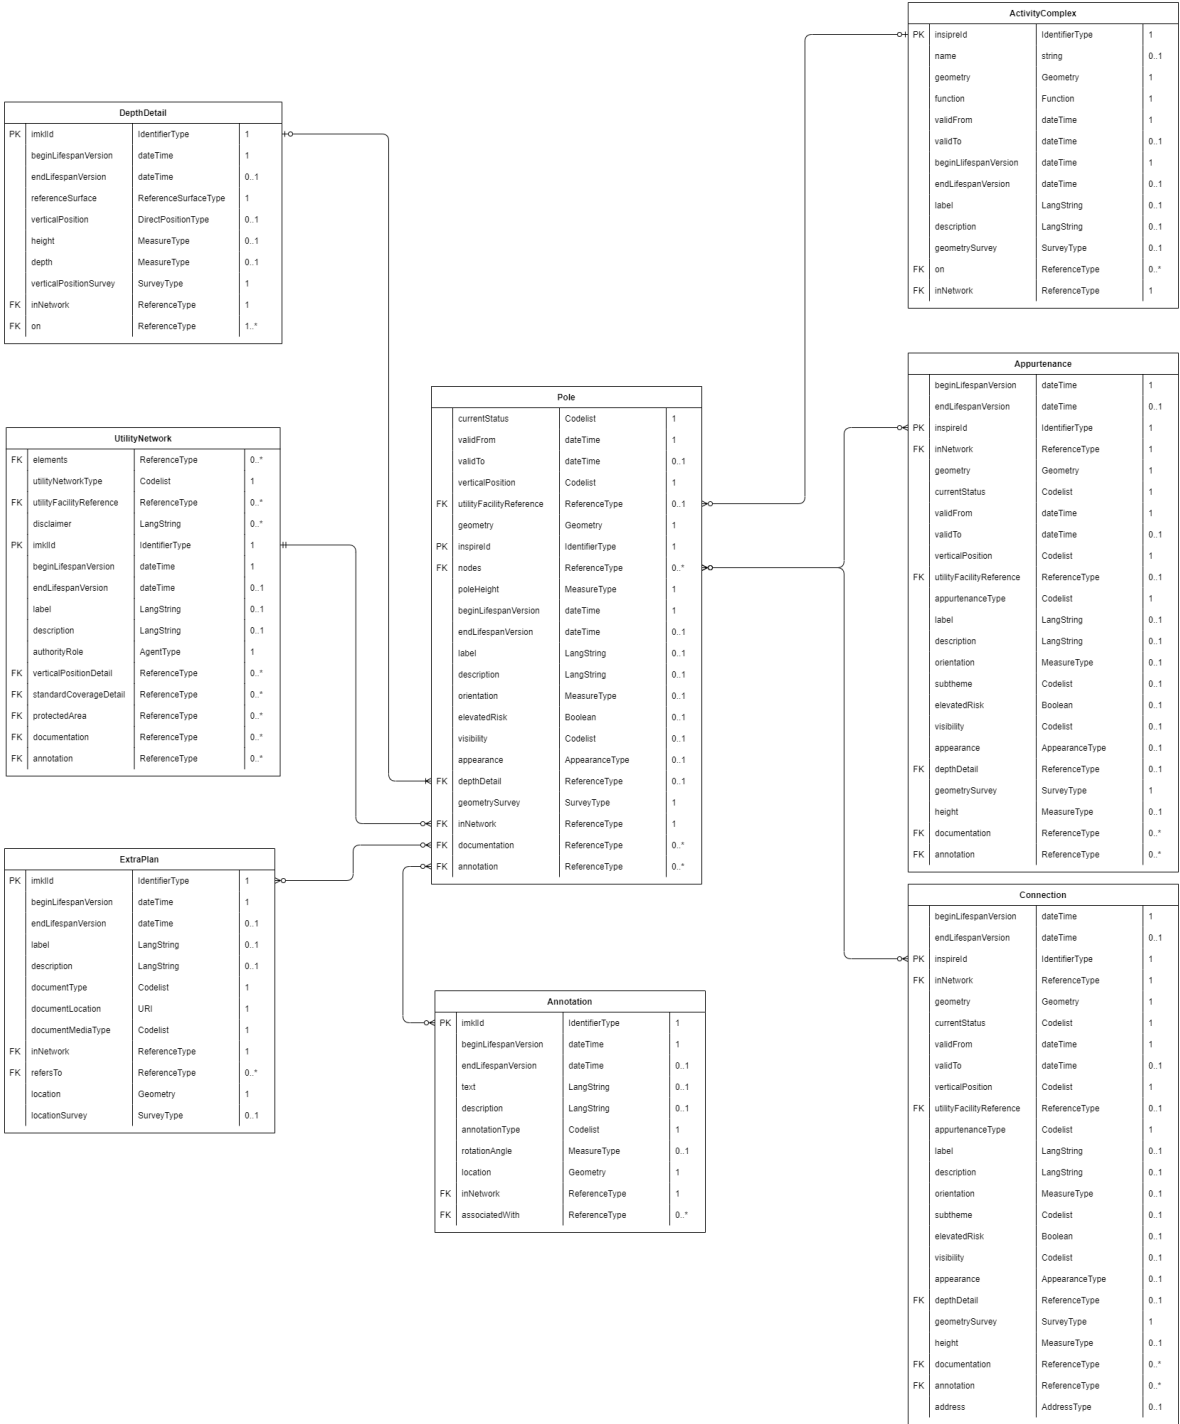 ActivityComplex
PK insipreId IdentifierType 1
name string 0..1
geometry Geometry 1
function Function 1
validFrom dateTime 1
validTo dateTime 0..1
beginLlifespanVersion dateTime 1
endLifespanVersion dateTime 0..1
label LangString 0..1
description LangString 0..1
geometrySurvey SurveyType 0..1
FK on ReferenceType 0..*
FK inNetwork ReferenceType 1
DepthDetail
PK imklId IdentifierType 1
beginLifespanVersion dateTime 1
endLifespanVersion dateTime 0..1
referenceSurface ReferenceSurfaceType 1
verticalPosition DirectPositionType 0..1
height MeasureType 0..1
depth MeasureType 0..1
verticalPositionSurvey SurveyType 1
FK inNetwork ReferenceType 1
FK on ReferenceType 1..*
Appurtenance
beginLifespanVersion dateTime 1
endLifespanVersion dateTime 0..1
PK inspireId IdentifierType 1
FK inNetwork ReferenceType 1
geometry Geometry 1
currentStatus Codelist 1
validFrom dateTime 1
validTo dateTime 0..1
verticalPosition Codelist 1
FK utilityFacilityReference ReferenceType 0..1
appurtenanceType Codelist 1
label LangString 0..1
description LangString 0..1
orientation MeasureType 0..1
subtheme Codelist 0..1
elevatedRisk Boolean 0..1
visibility Codelist 0..1
appearance AppearanceType 0..1
FK depthDetail ReferenceType 0..1
geometrySurvey SurveyType 1
height MeasureType 0..1
FK documentation ReferenceType 0..*
FK annotation ReferenceType 0..*
Pole
currentStatus Codelist 1
validFrom dateTime 1
validTo dateTime 0..1
verticalPosition Codelist 1
FK utilityFacilityReference ReferenceType 0..1
geometry Geometry 1
PK inspireId IdentifierType 1
FK nodes ReferenceType 0..*
poleHeight MeasureType 1
beginLifespanVersion dateTime 1
endLifespanVersion dateTime 0..1
label LangString 0..1
description LangString 0..1
orientation MeasureType 0..1
elevatedRisk Boolean 0..1
visibility Codelist 0..1
appearance AppearanceType 0..1
FK depthDetail ReferenceType 0..1
geometrySurvey SurveyType 1
FK inNetwork ReferenceType 1
FK documentation ReferenceType 0..*
FK annotation ReferenceType 0..*
UtilityNetwork
FK elements ReferenceType 0..*
utilityNetworkType Codelist 1
FK utilityFacilityReference ReferenceType 0..*
disclaimer LangString 0..*
PK imklId IdentifierType 1
beginLifespanVersion dateTime 1
endLifespanVersion dateTime 0..1
label LangString 0..1
description LangString 0..1
authorityRole AgentType 1
FK verticalPositionDetail ReferenceType 0..*
FK standardCoverageDetail ReferenceType 0..*
FK protectedArea ReferenceType 0..*
FK documentation ReferenceType 0..*
FK annotation ReferenceType 0..*
ExtraPlan
PK imklId IdentifierType 1
beginLifespanVersion dateTime 1
endLifespanVersion dateTime 0..1
label LangString 0..1
description LangString 0..1
documentType Codelist 1
documentLocation URI 1
documentMediaType Codelist 1
FK inNetwork ReferenceType 1
FK refersTo ReferenceType 0..*
location Geometry 1
locationSurvey SurveyType 0..1
Connection
beginLifespanVersion dateTime 1
endLifespanVersion dateTime 0..1
PK inspireId IdentifierType 1
FK inNetwork ReferenceType 1
geometry Geometry 1
currentStatus Codelist 1
validFrom dateTime 1
validTo dateTime 0..1
verticalPosition Codelist 1
FK utilityFacilityReference ReferenceType 0..1
appurtenanceType Codelist 1
label LangString 0..1
description LangString 0..1
orientation MeasureType 0..1
subtheme Codelist 0..1
elevatedRisk Boolean 0..1
visibility Codelist 0..1
appearance AppearanceType 0..1
FK depthDetail ReferenceType 0..1
geometrySurvey SurveyType 1
height MeasureType 0..1
FK documentation ReferenceType 0..*
FK annotation ReferenceType 0..*
address AddressType 0..1
Annotation
PK imklId IdentifierType 1
beginLifespanVersion dateTime 1
endLifespanVersion dateTime 0..1
text LangString 0..1
description LangString 0..1
annotationType Codelist 1
rotationAngle MeasureType 0..1
location Geometry 1
FK inNetwork ReferenceType 1
FK associatedWith ReferenceType 0..*